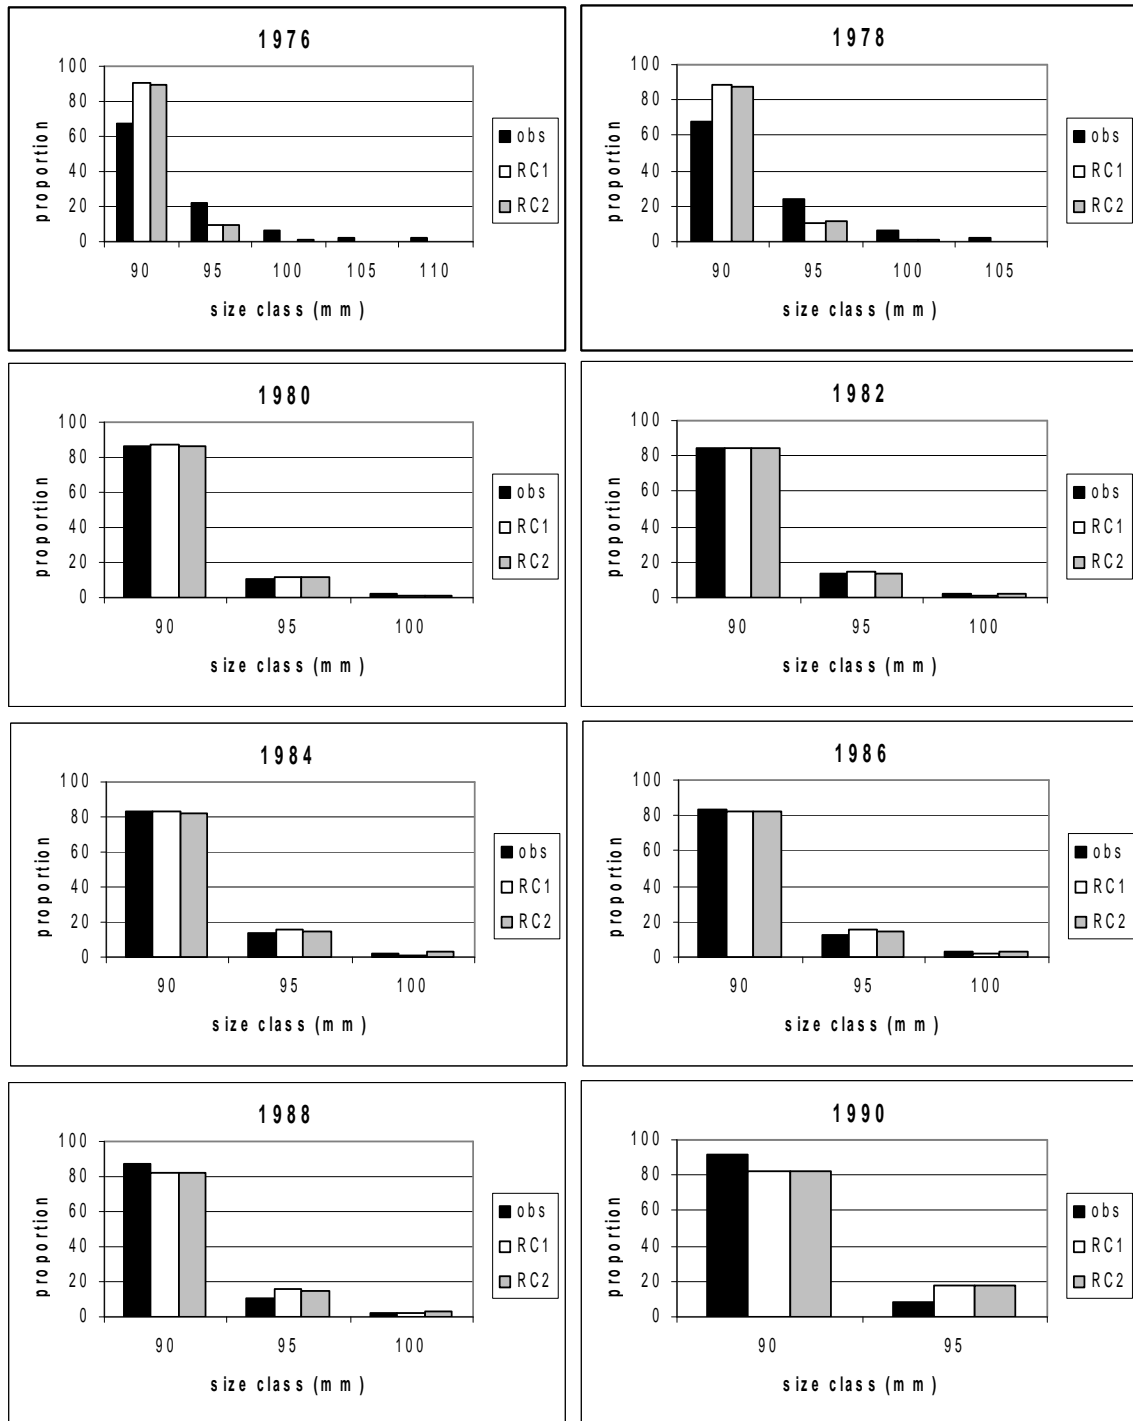 1976
100
80
60
40
20
0
proportion
90 95 100 105 110
size class (mm)
obs
RC1
RC2
1978
100
80
60
40
20
0
proportion
90 95 100 105
size class (mm)
obs
RC1
RC2
1980
100
80
60
40
20
0
proportion
90 95 100
size class (mm)
obs
RC1
RC2
1982
100
80
60
40
20
0
proportion
90 95 100
size class (mm)
obs
RC1
RC2
1984
100
80
60
40
20
0
proportion
90 95 100
size class (mm)
obs
RC1
RC2
1986
100
80
60
40
20
0
proportion
90 95 100
size class (mm)
obs
RC1
RC2
1988
100
80
60
40
20
0
proportion
90 95 100
size class (mm)
obs
RC1
RC2
1990
100
80
60
40
20
0
proportion
90 95
size class (mm)
obs
RC1
RC2